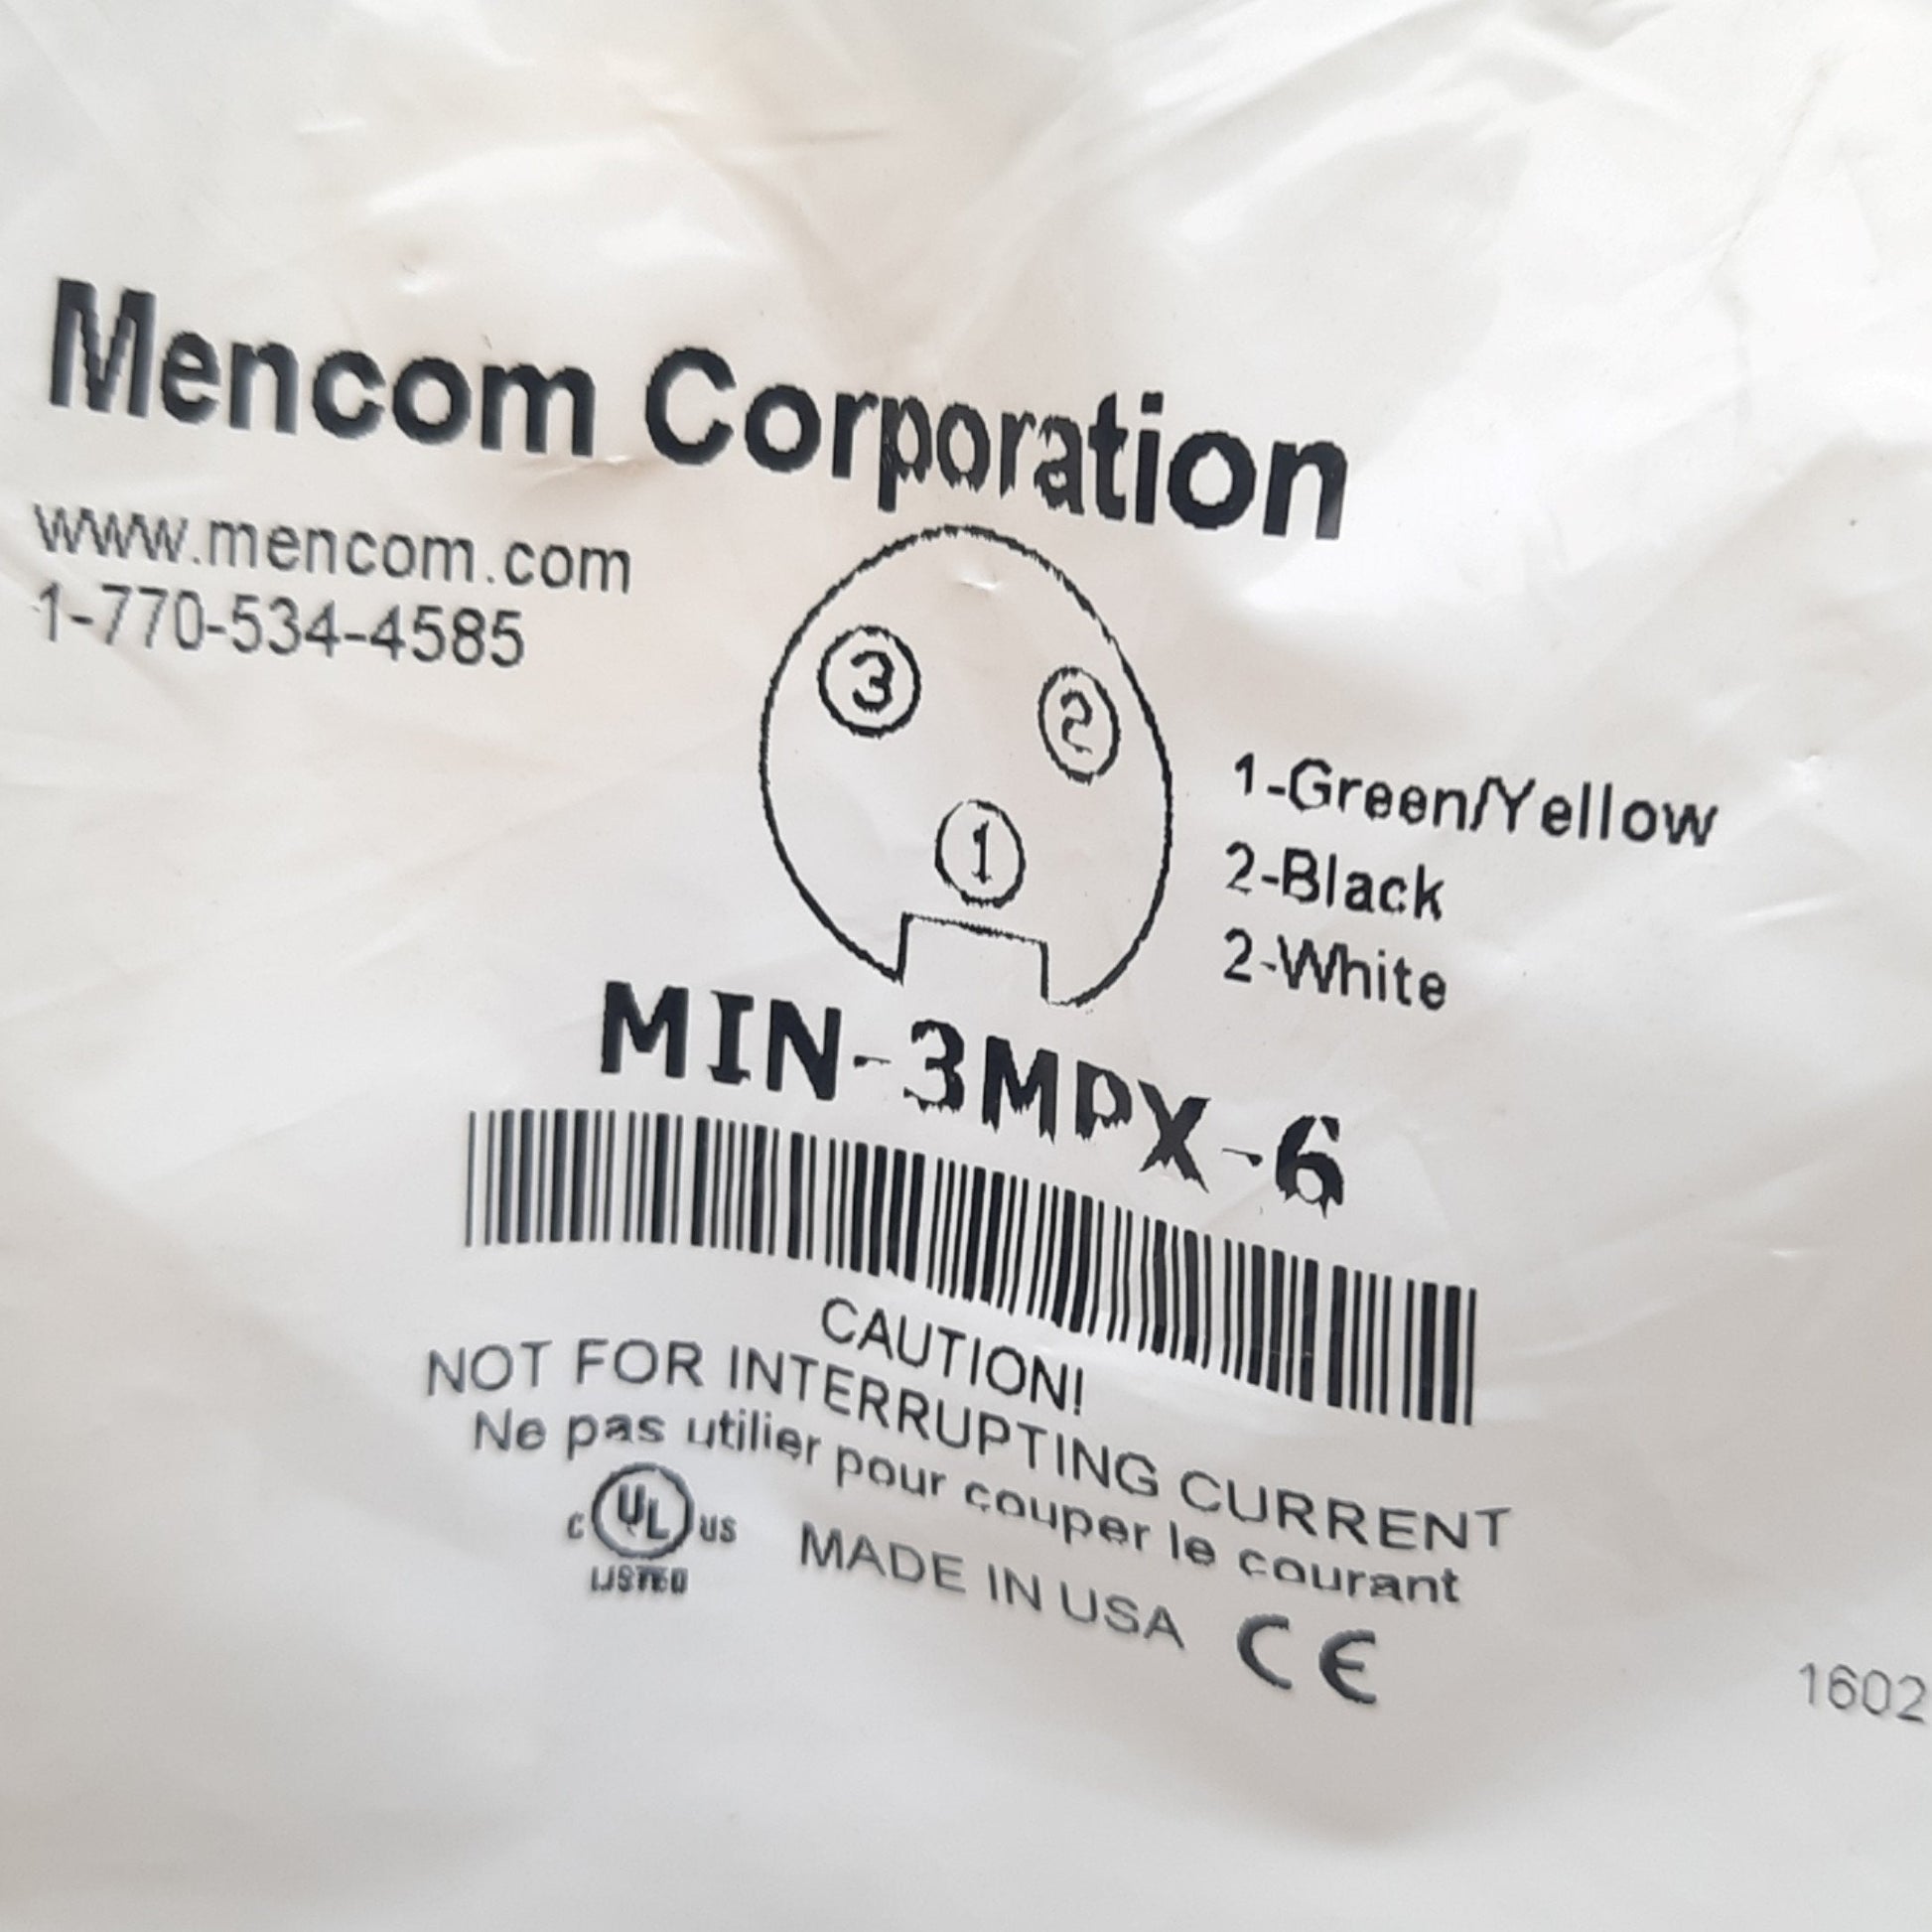 Mencom Corporation
www.mencom.com
1-770-534-4585
3
2
1
1-Green/Yellow
2-Black
2-White
MIN-3MPX-6
CAUTION!
NOT FOR INTERRUPTING CURRENT
Ne pas utilier pour couper le courant
C UL US
LISTED
MADE IN USA CE
1602